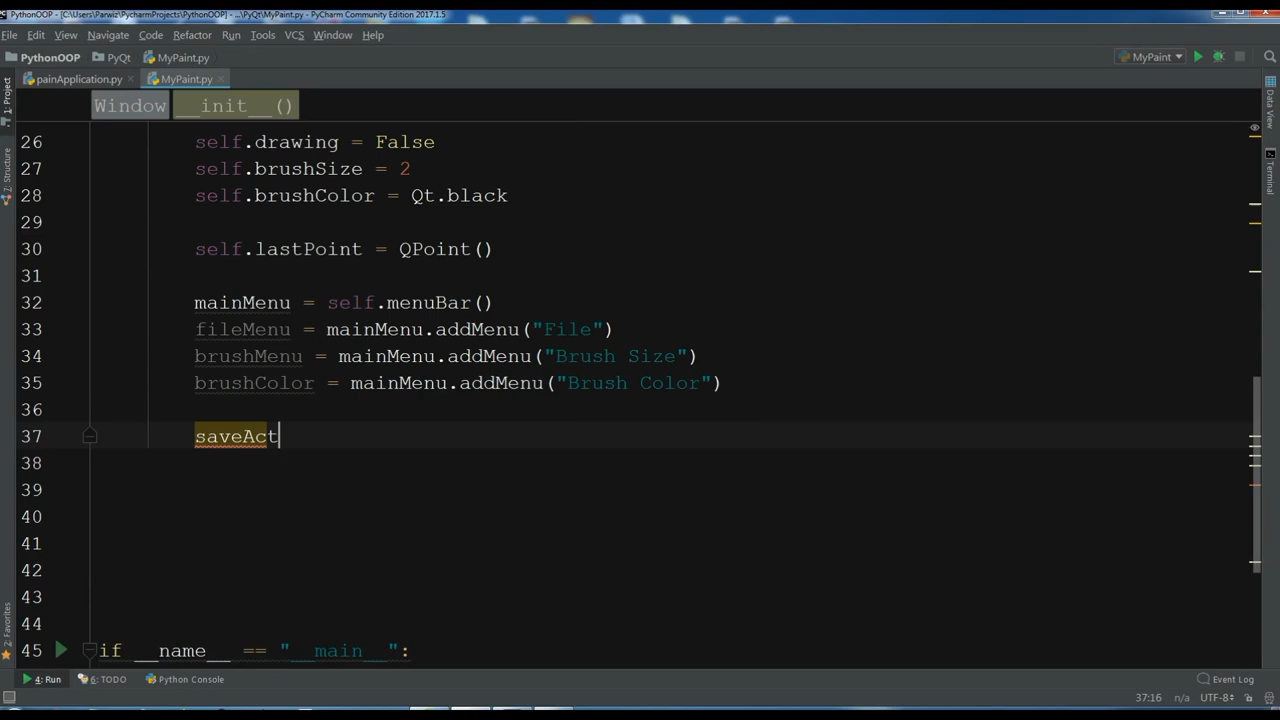 PythonOOP - [C:\Users\Parwiz\PycharmProjects\PythonOOP] - ...\PyQt\MyPaint.py - PyCharm Community Edition 2017.1.5
File Edit View Navigate Code Refactor Run Tools VCS Window Help
PythonOOP PyQt MyPaint.py MyPaint
painApplication.py MyPaint.py
Window __init__()
26 self.drawing = False
27 self.brushSize = 2
28 self.brushColor = Qt.black
29
30 self.lastPoint = QPoint()
31
32 mainMenu = self.menuBar()
33 fileMenu = mainMenu.addMenu("File")
34 brushMenu = mainMenu.addMenu("Brush Size")
35 brushColor = mainMenu.addMenu("Brush Color")
36
37 saveAct
38
39
40
41
42
43
44
45 if __name__ == "__main__":
1: Project
7: Structure
2: Favorites
Data View
Terminal
4: Run 6: TODO Python Console Event Log
37:16 n/a UTF-8